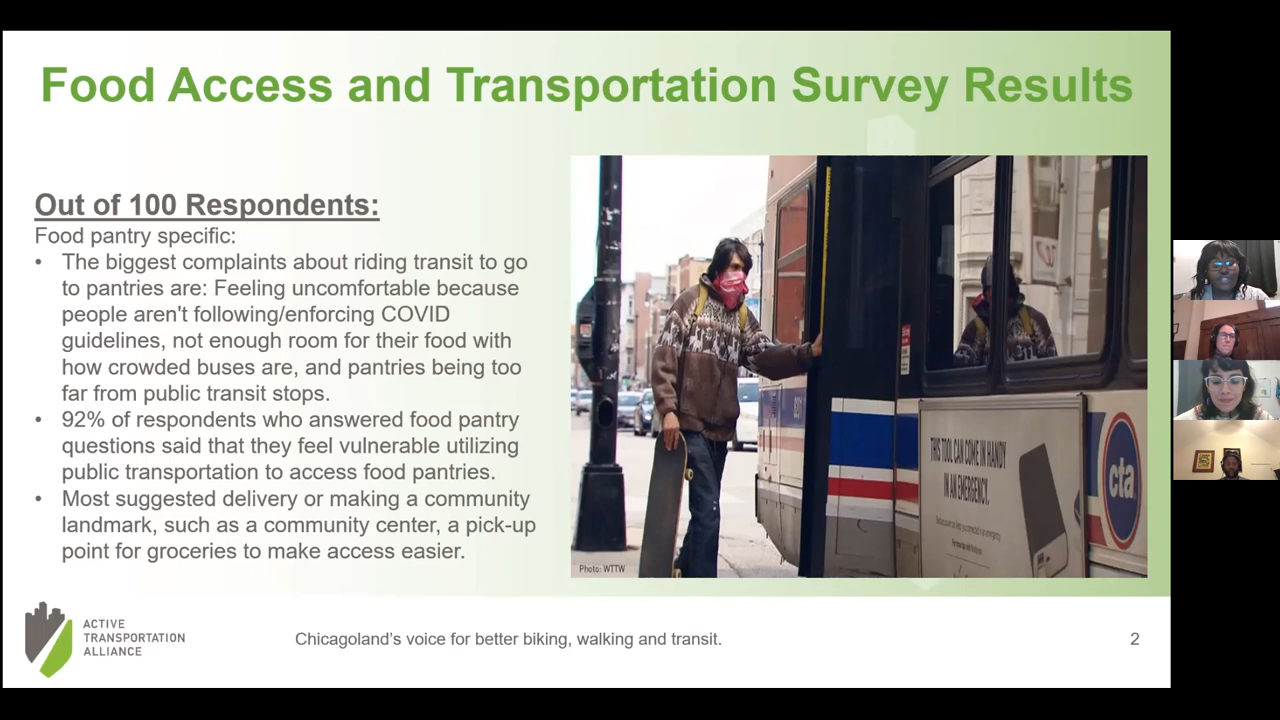 Food Access and Transportation Survey Results
Out of 100 Respondents:
Food pantry specific:
• The biggest complaints about riding transit to go
to pantries are: Feeling uncomfortable because
people aren't following/enforcing COVID
guidelines, not enough room for their food with
how crowded buses are, and pantries being too
far from public transit stops.
• 92% of respondents who answered food pantry
questions said that they feel vulnerable utilizing
public transportation to access food pantries.
• Most suggested delivery or making a community
landmark, such as a community center, a pick-up
point for groceries to make access easier.
THIS TOOL CAN COME IN HANDY
IN AN EMERGENCY.
cta
Photo: WTTW
ACTIVE
TRANSPORTATION
ALLIANCE
Chicagoland’s voice for better biking, walking and transit.
2